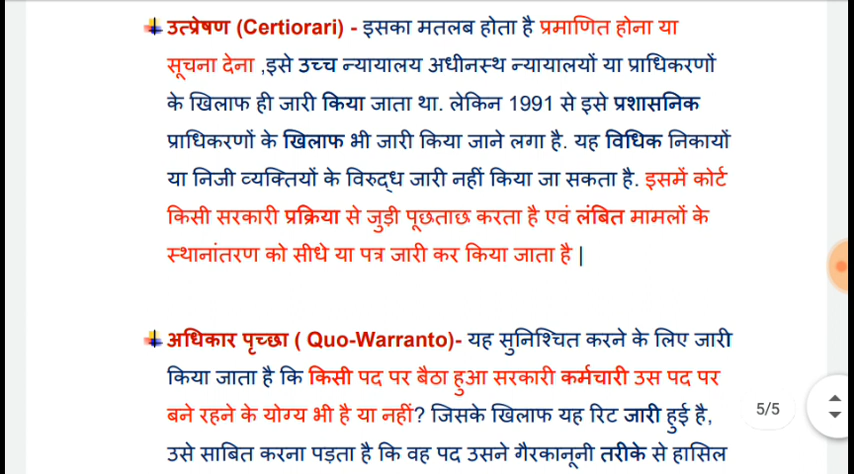 उत्प्रेषण (Certiorari) - इसका मतलब होता है प्रमाणित होना या
सूचना देना ,इसे उच्च न्यायालय अधीनस्थ न्यायालयों या प्राधिकरणों
के खिलाफ ही जारी किया जाता था. लेकिन 1991 से इसे प्रशासनिक
प्राधिकरणों के खिलाफ भी जारी किया जाने लगा है. यह विधिक निकायों
या निजी व्यक्तियों के विरुद्ध जारी नहीं किया जा सकता है. इसमें कोर्ट
किसी सरकारी प्रक्रिया से जुड़ी पूछताछ करता है एवं लंबित मामलों के
स्थानांतरण को सीधे या पत्र जारी कर किया जाता है |
अधिकार पृच्छा ( Quo-Warranto)- यह सुनिश्चित करने के लिए जारी
किया जाता है कि किसी पद पर बैठा हुआ सरकारी कर्मचारी उस पद पर
बने रहने के योग्य भी है या नहीं? जिसके खिलाफ यह रिट जारी हुई है,
5/5
उसे साबित करना पड़ता है कि वह पद उसने गैरकानूनी तरीके से हासिल